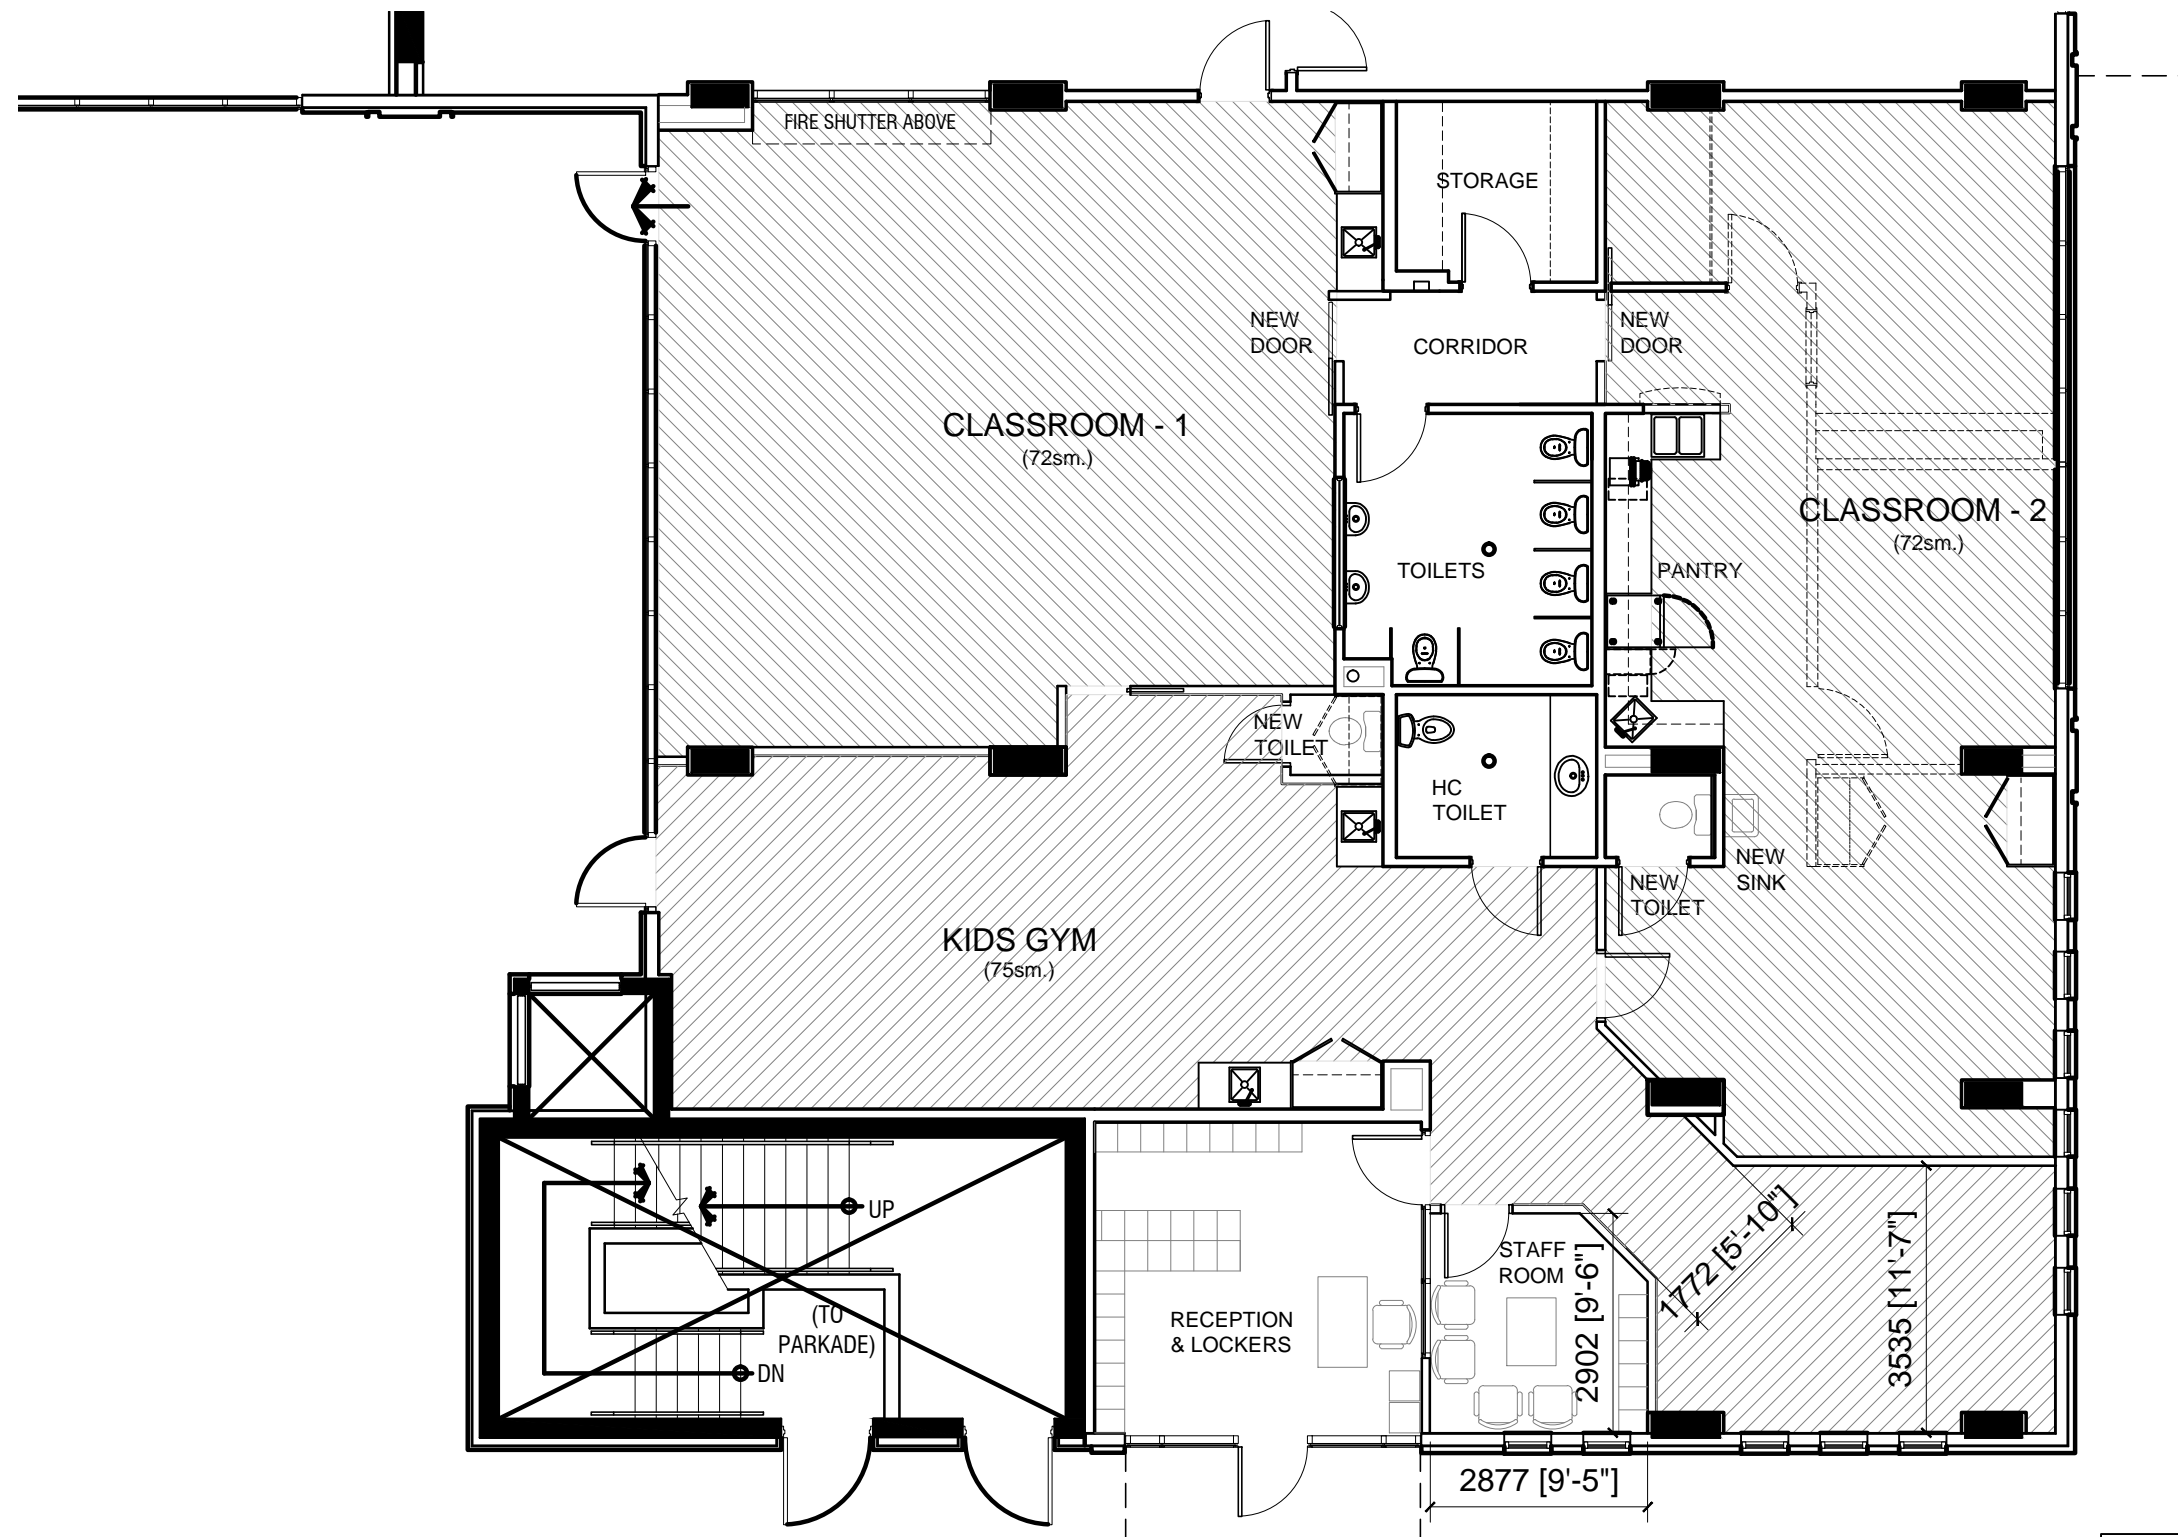 FIRE SHUTTER ABOVE
STORAGE
NEW
DOOR
CORRIDOR
NEW
DOOR
CLASSROOM - 1
(72sm.)
CLASSROOM - 2
(72sm.)
TOILETS
PANTRY
NEW
TOILET
HC
TOILET
NEW
SINK
NEW
TOILET
KIDS GYM
(75sm.)
UP
(TO
PARKADE)
DN
RECEPTION
& LOCKERS
STAFF
ROOM
2902 [9'-6"]
1772 [5'-10"]
3535 [11'-7"]
2877 [9'-5"]